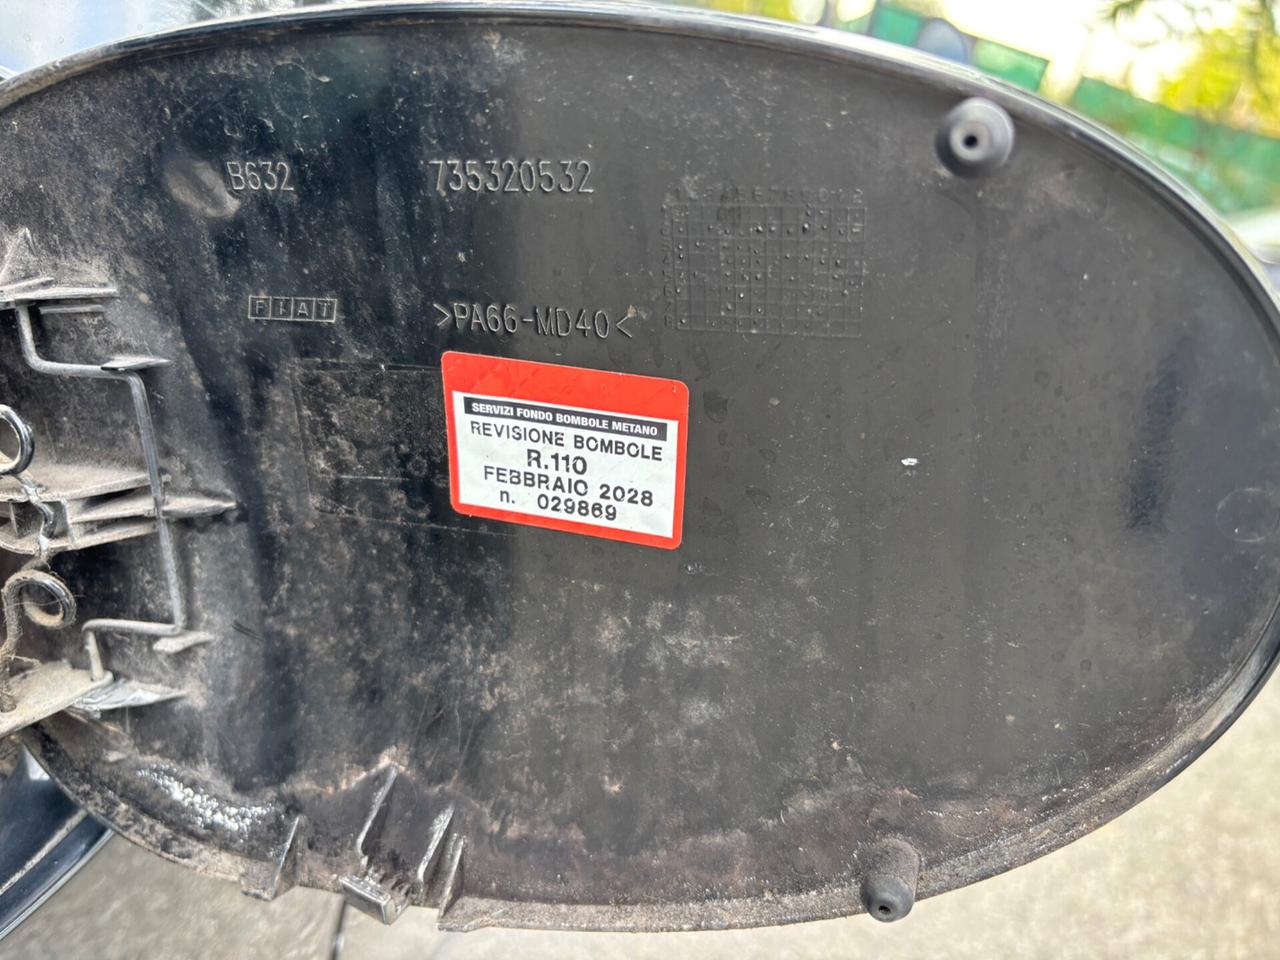 B632
735320532
FIAT
>PA66-MD40<
SERVIZI FONDO BOMBOLE METANO
REVISIONE BOMBOLE
R.110
FEBBRAIO 2028
n. 029869